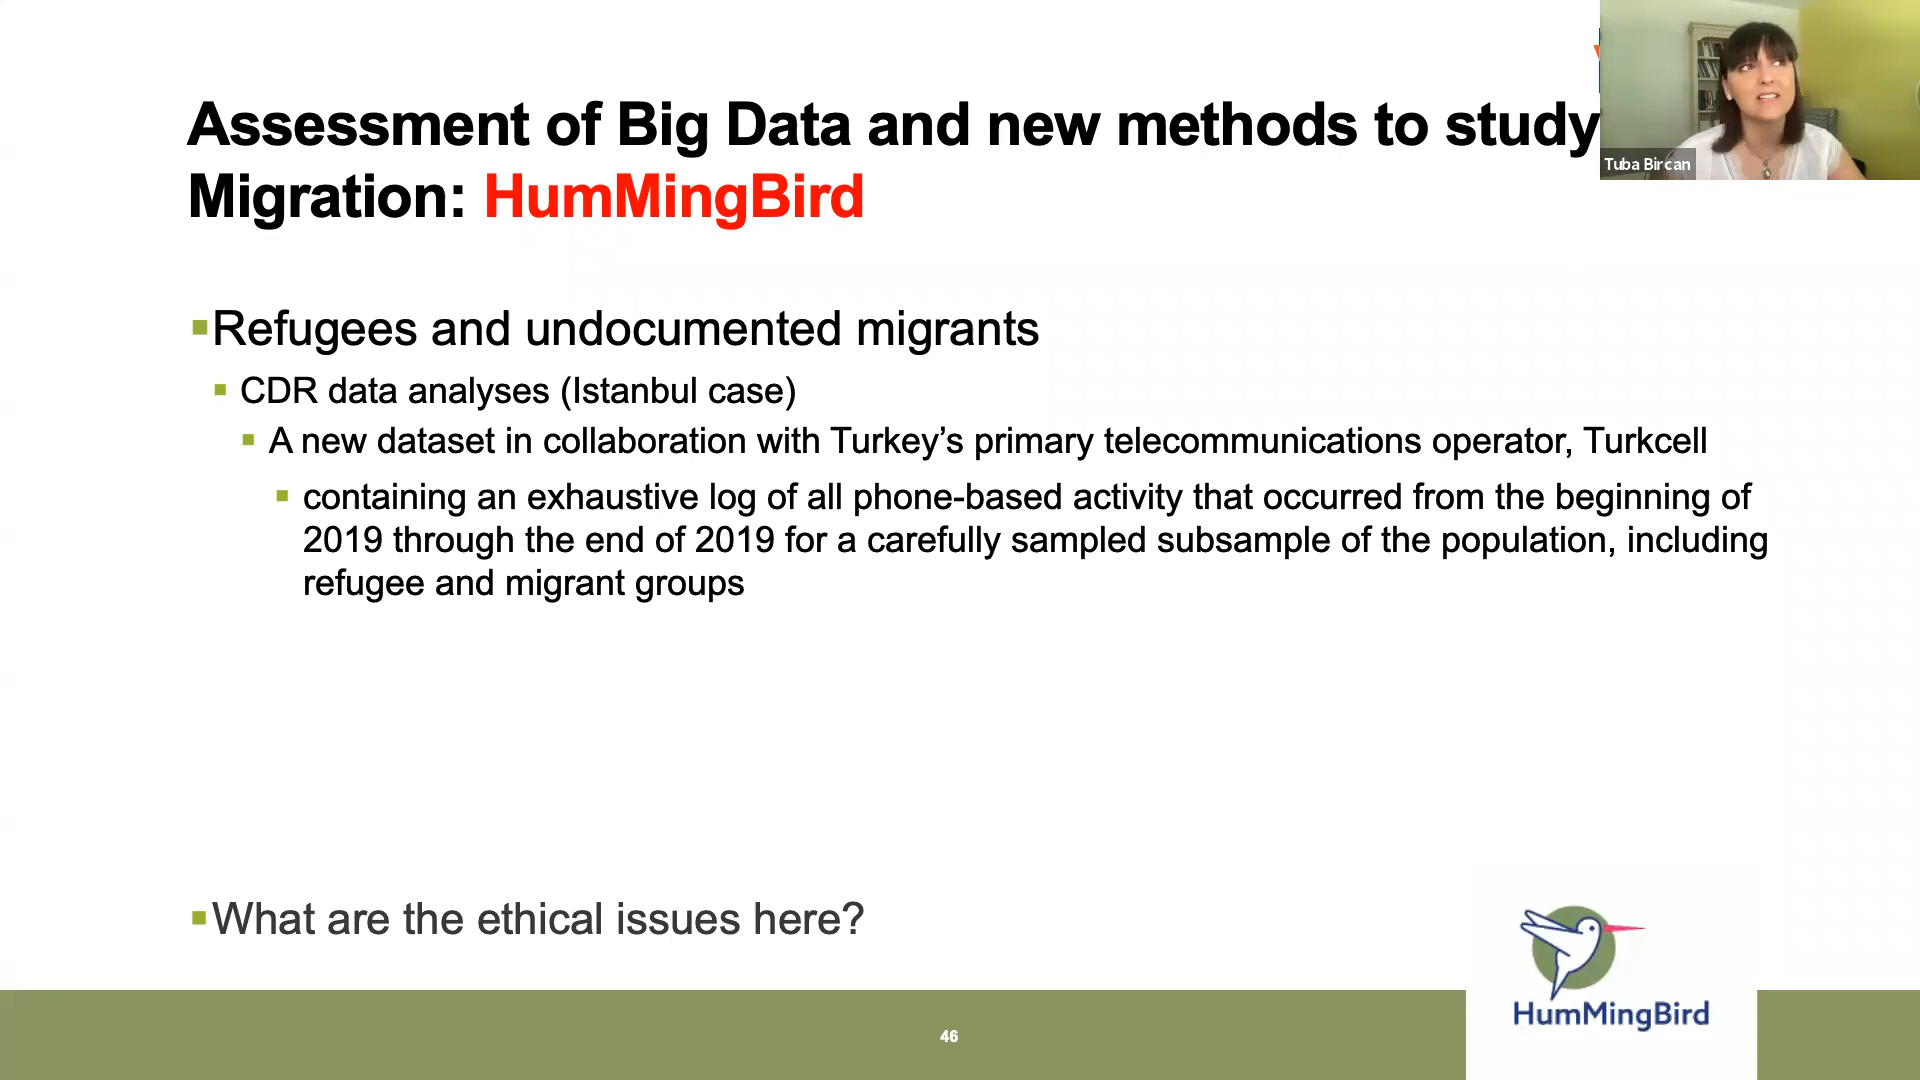 Assessment of Big Data and new methods to study
Migration: HumMingBird
Tuba Bircan
Refugees and undocumented migrants
CDR data analyses (Istanbul case)
A new dataset in collaboration with Turkey’s primary telecommunications operator, Turkcell
containing an exhaustive log of all phone-based activity that occurred from the beginning of
2019 through the end of 2019 for a carefully sampled subsample of the population, including
refugee and migrant groups
What are the ethical issues here?
HumMingBird
46